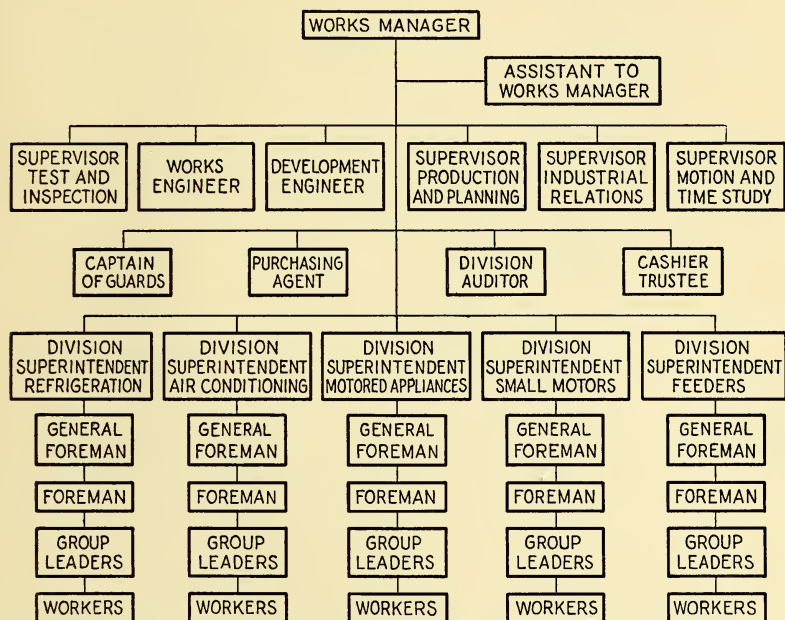 WORKS MANAGER
ASSISTANT TO
WORKS MANAGER
SUPERVISOR
TEST AND
INSPECTION
WORKS
ENGINEER
DEVELOPMENT
ENGINEER
SUPERVISOR
PRODUCTION
AND PLANNING
SUPERVISOR
INDUSTRIAL
RELATIONS
SUPERVISOR
MOTION AND
TIME STUDY
CAPTAIN
OF GUARDS
PURCHASING
AGENT
DIVISION
AUDITOR
CASHIER
TRUSTEE
DIVISION
SUPERINTENDENT
REFRIGERATION
DIVISION
SUPERINTENDENT
AIR CONDITIONING
DIVISION
SUPERINTENDENT
MOTORED APPLIANCES
DIVISION
SUPERINTENDENT
SMALL MOTORS
DIVISION
SUPERINTENDENT
FEEDERS
GENERAL
FOREMAN
GENERAL
FOREMAN
GENERAL
FOREMAN
GENERAL
FOREMAN
GENERAL
FOREMAN
FOREMAN
FOREMAN
FOREMAN
FOREMAN
FOREMAN
GROUP
LEADERS
GROUP
LEADERS
GROUP
LEADERS
GROUP
LEADERS
GROUP
LEADERS
WORKERS
WORKERS
WORKERS
WORKERS
WORKERS